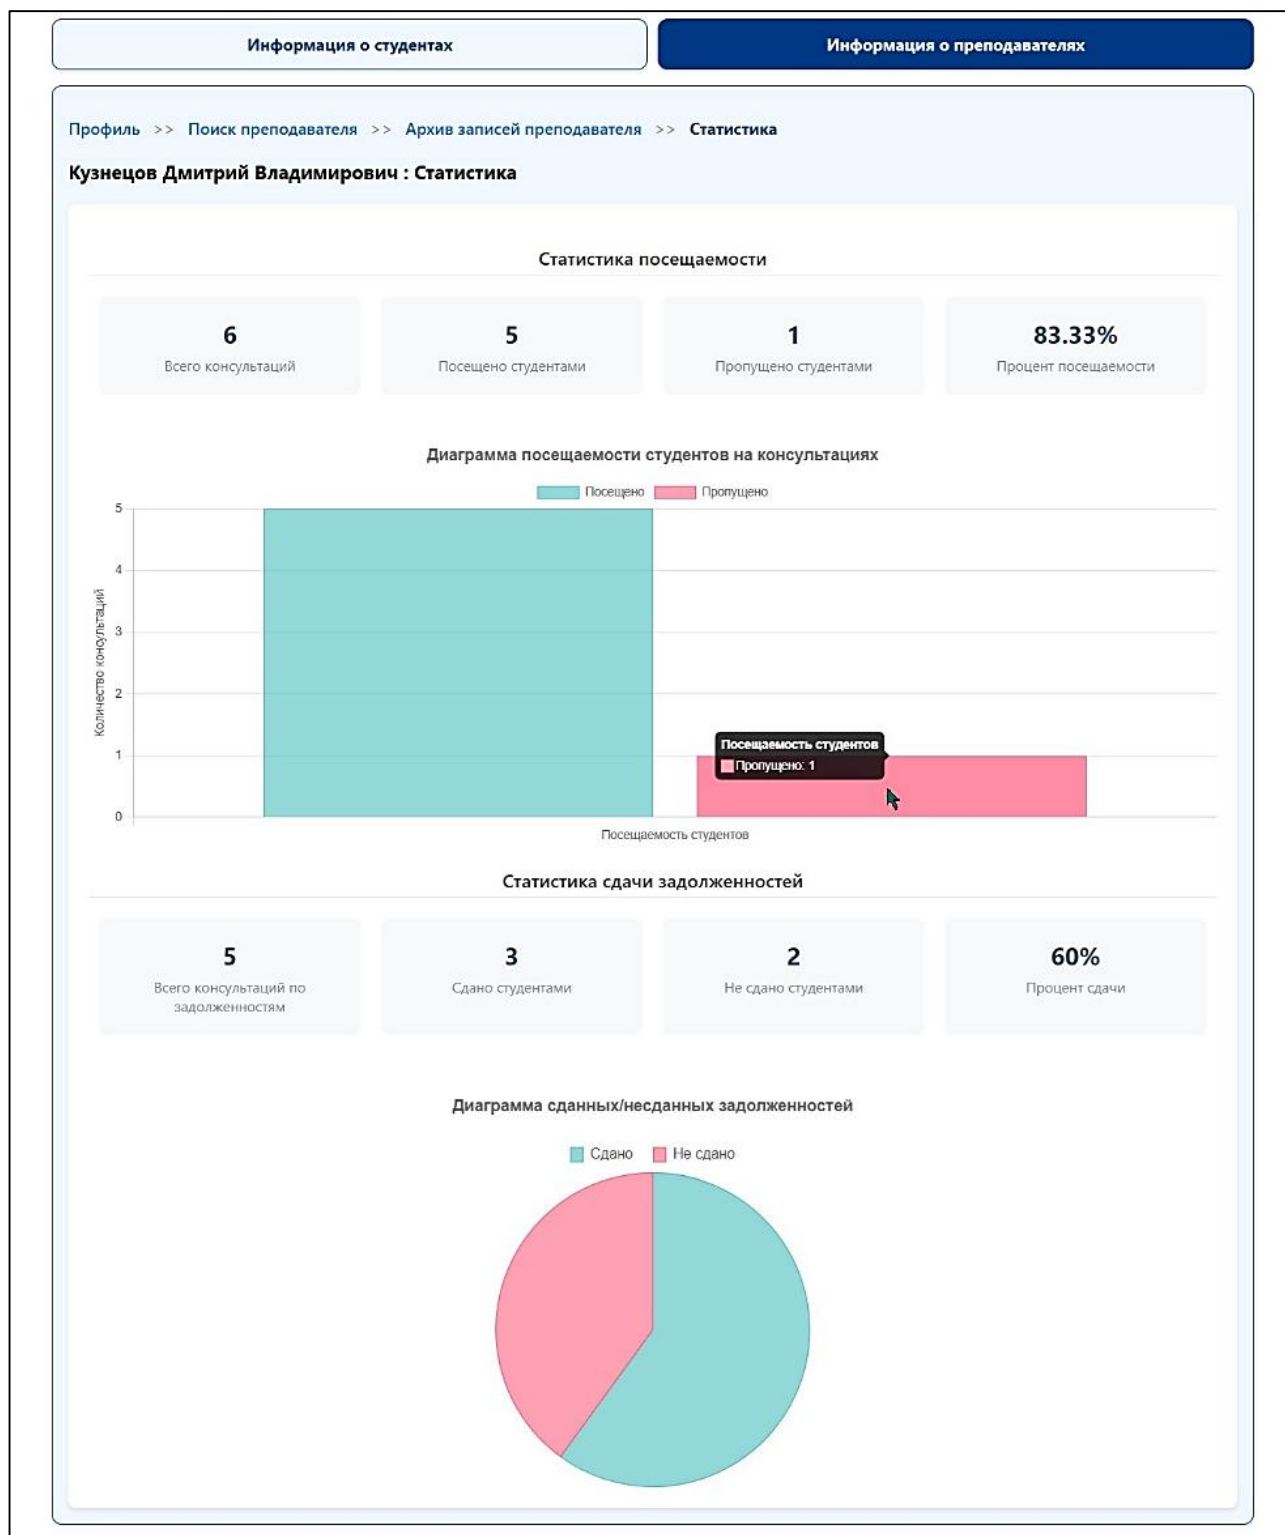 Информация о студентах
Информация о преподавателях
Профиль >> Поиск преподавателя >> Архив записей преподавателя >> Статистика
Кузнецов Дмитрий Владимирович : Статистика
Статистика посещаемости
6
Всего консультаций
5
Посещено студентами
1
Пропущено студентами
83.33%
Процент посещаемости
Диаграмма посещаемости студентов на консультациях
Посещено
Пропущено
5
4
3
2
1
0
Количество консультаций
Посещаемость студентов
Пропущено: 1
Посещаемость студентов
Статистика сдачи задолженностей
5
Всего консультаций по
задолженностям
3
Сдано студентами
2
Не сдано студентами
60%
Процент сдачи
Диаграмма сданных/несданных задолженностей
Сдано
Не сдано